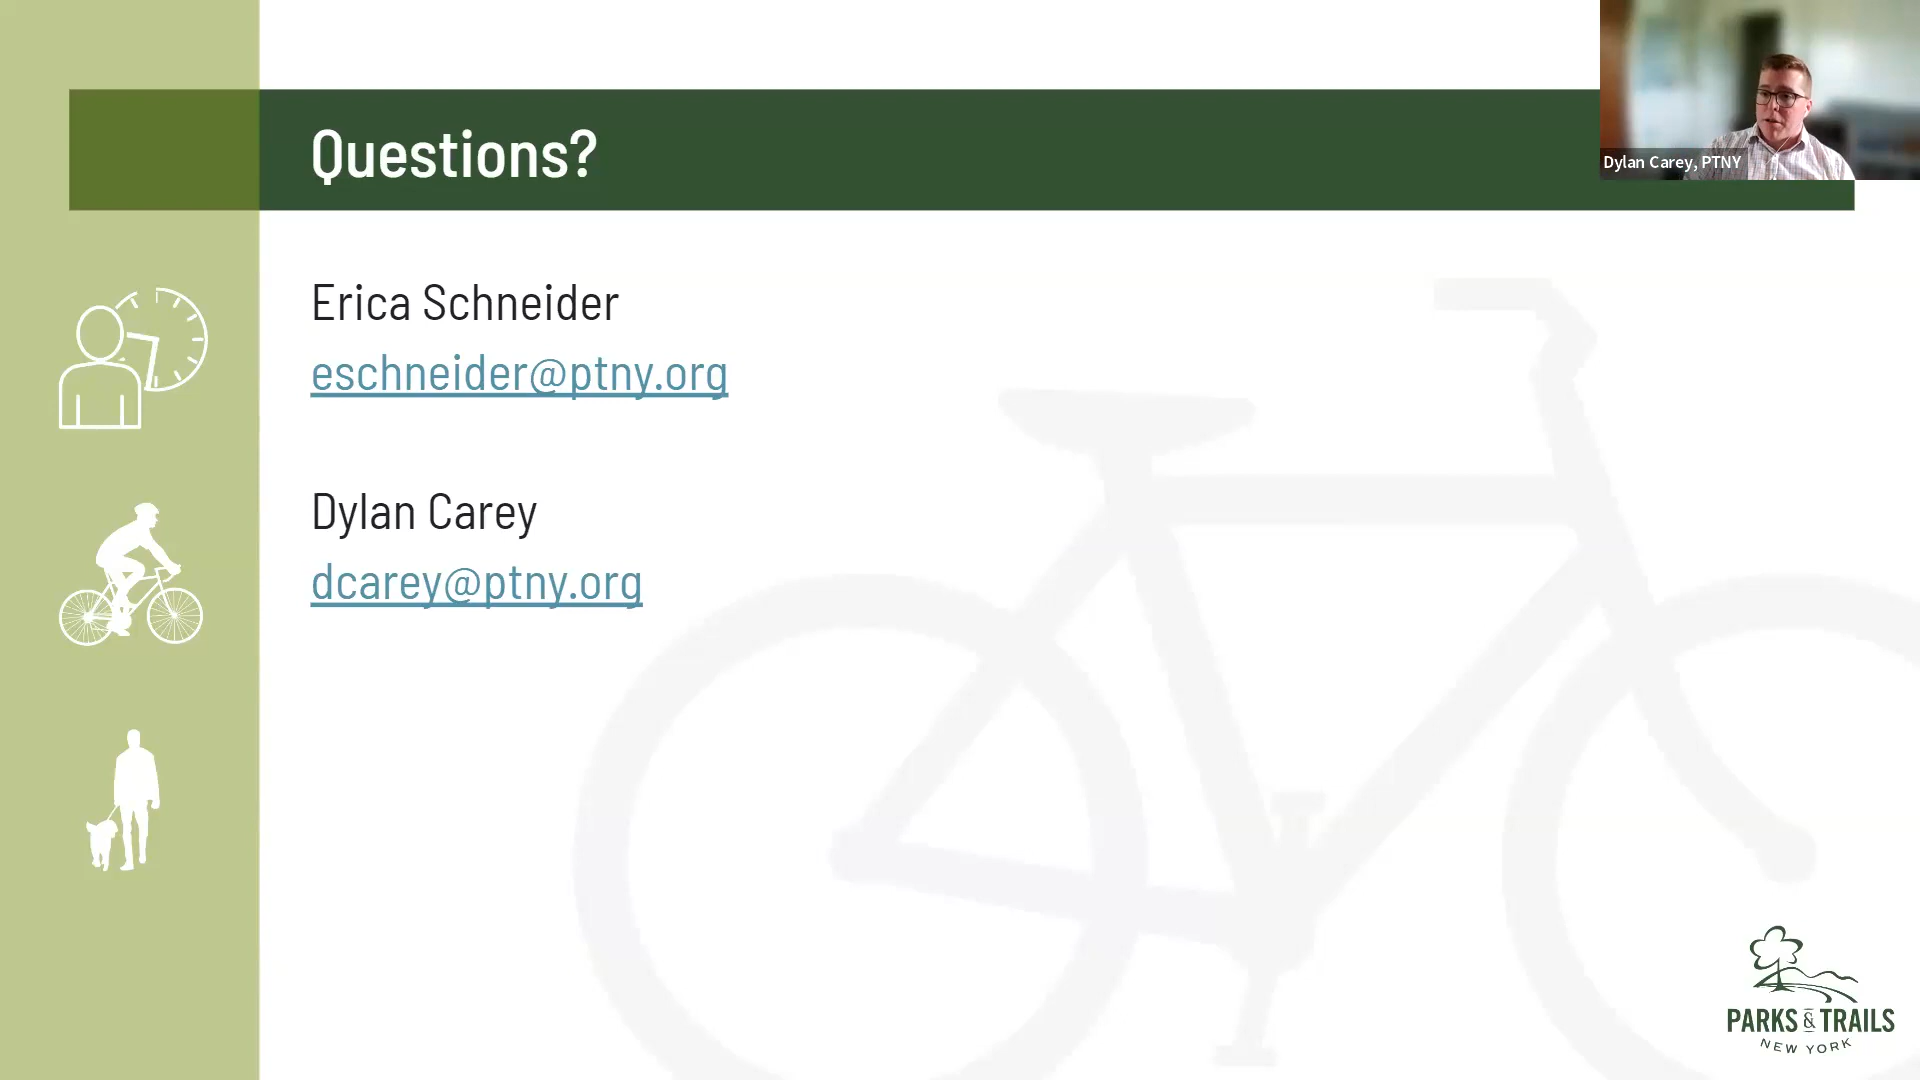 Questions?
Dylan Carey, PTNY
Erica Schneider
eschneider@ptny.org
Dylan Carey
dcarey@ptny.org
PARKS & TRAILS
NEW YORK